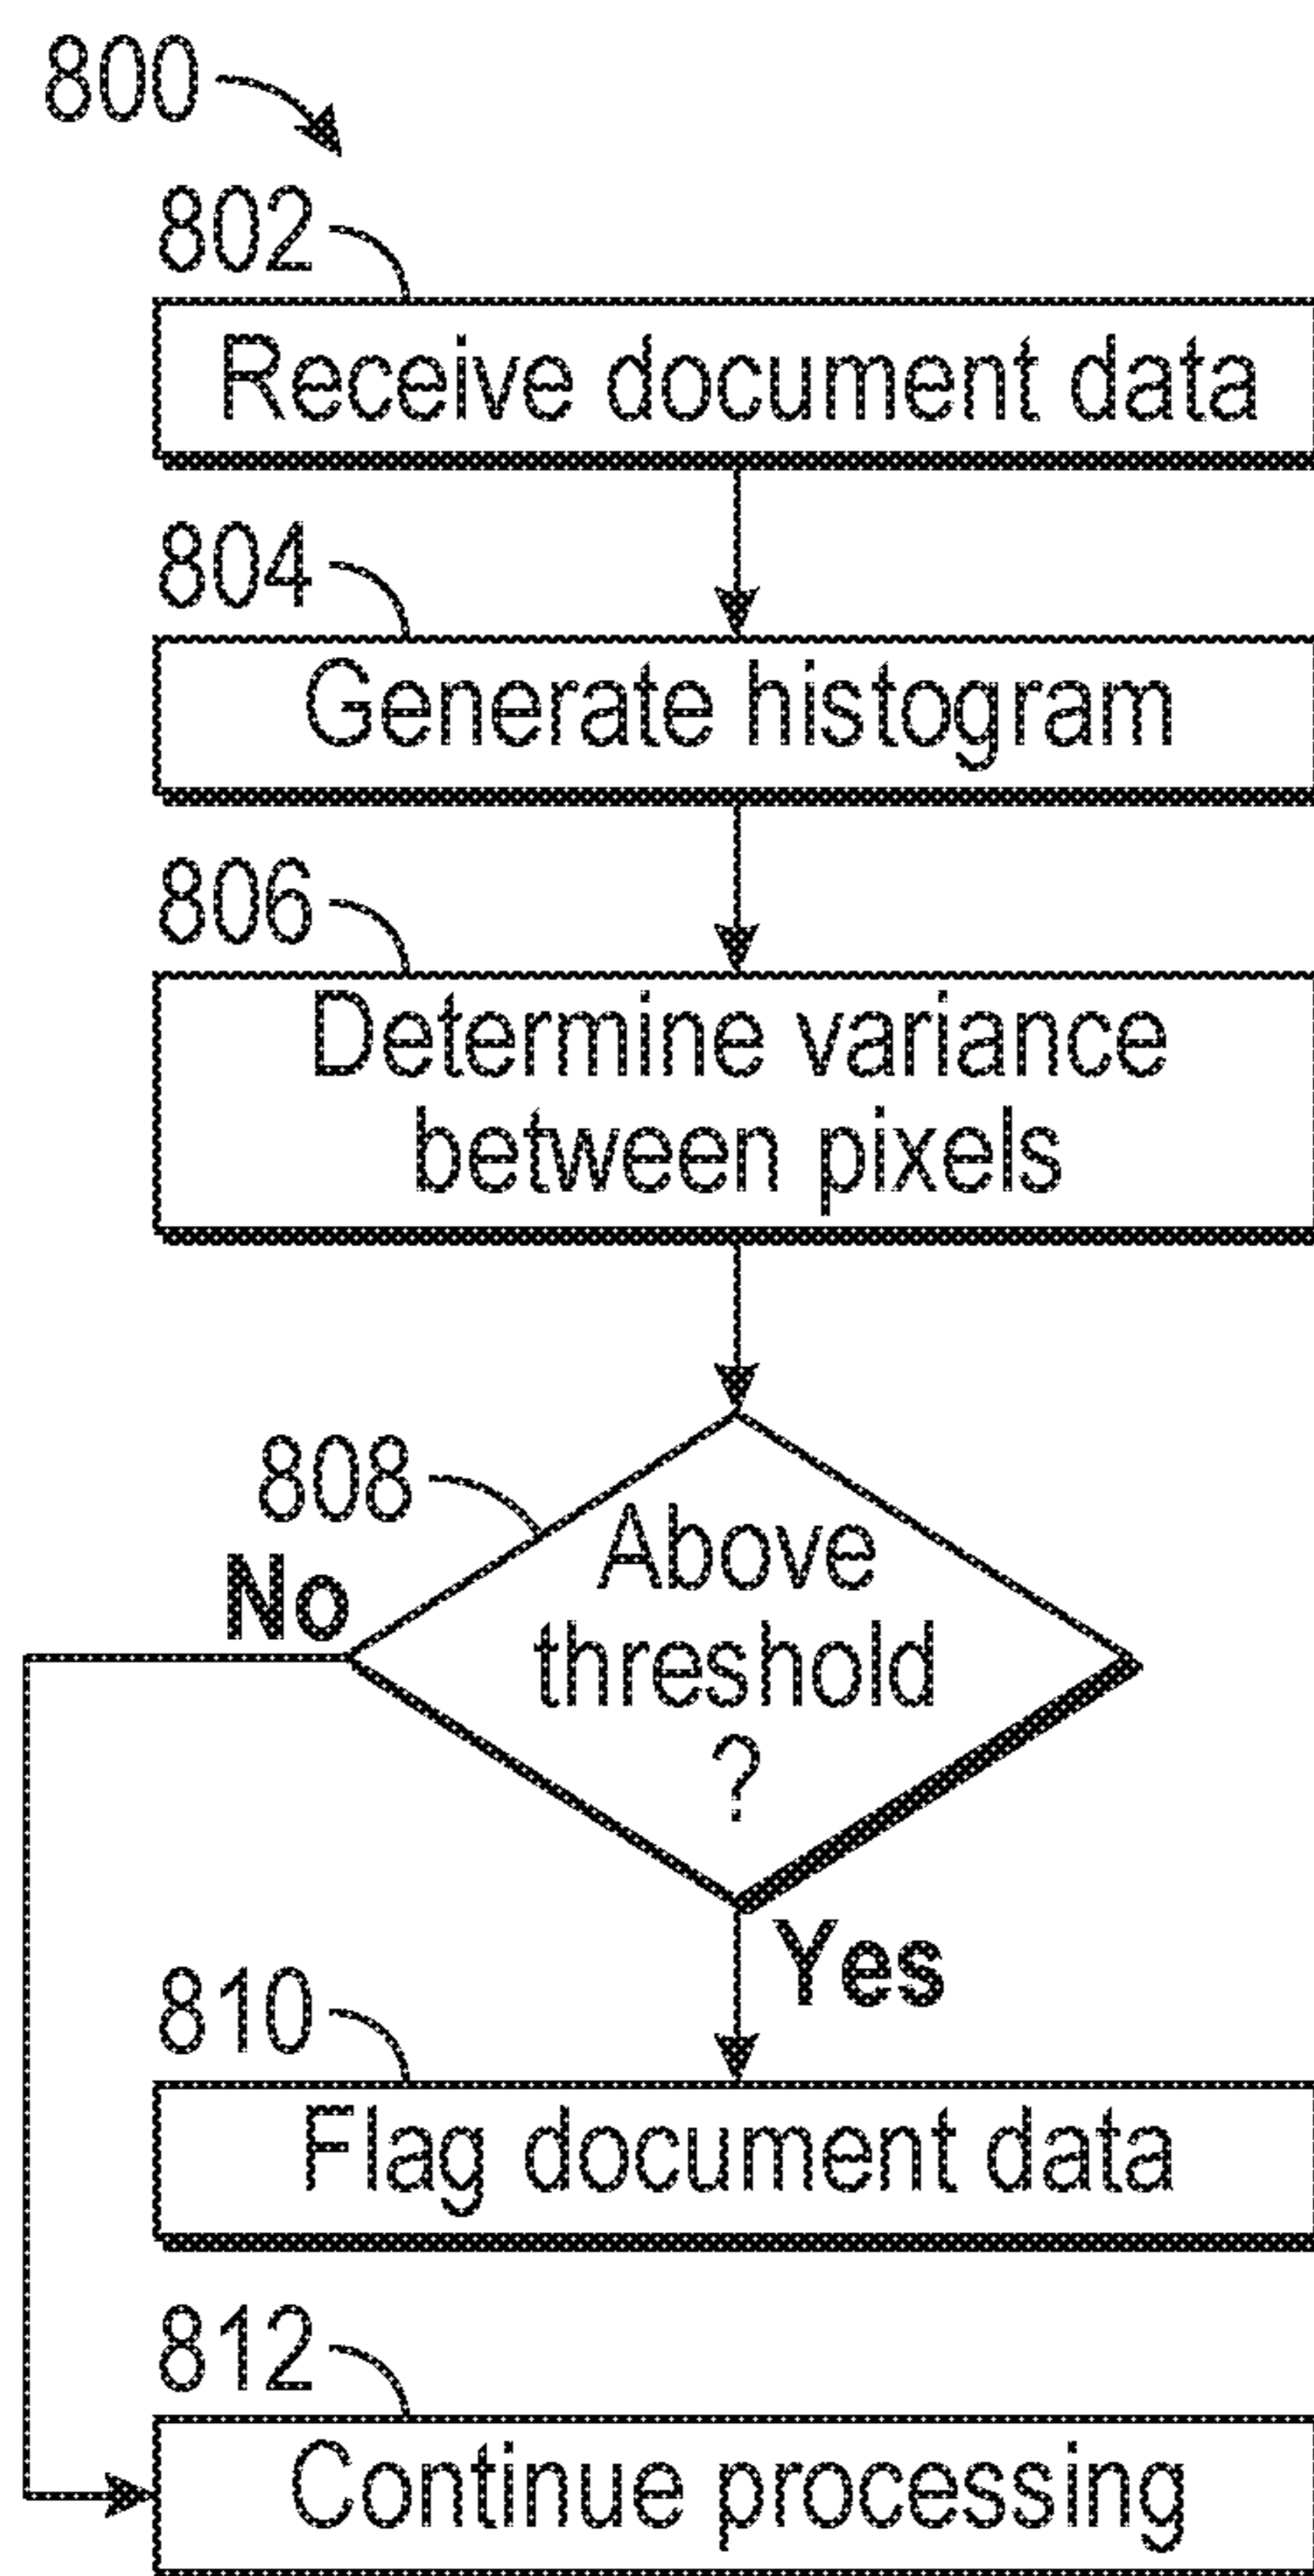 800
802
Receive document data
804
Generate histogram
806
Determine variance
between pixels
808
Above
threshold
?
No
Yes
810
Flag document data
812
Continue processing